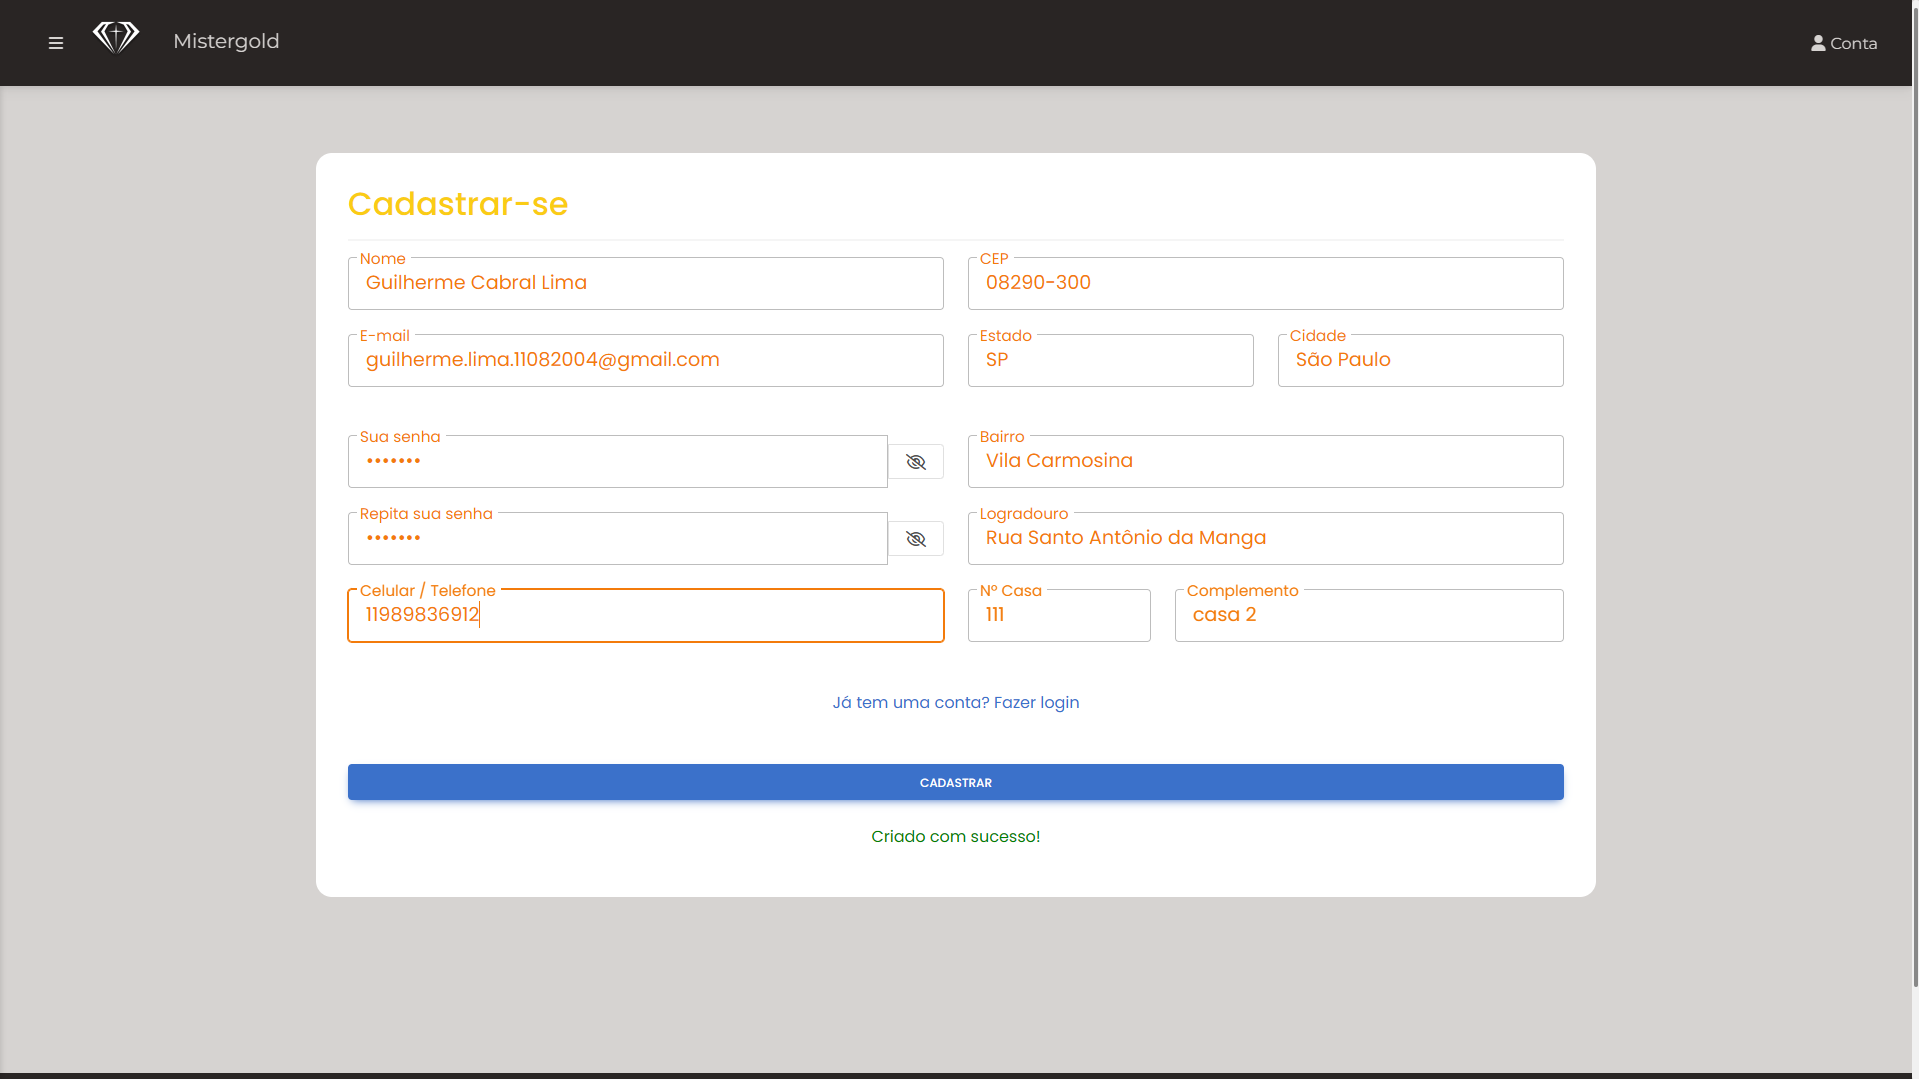 Mistergold
Conta
Cadastrar-se
Nome
Guilherme Cabral Lima
CEP
08290-300
E-mail
guilherme.lima.11082004@gmail.com
Estado
SP
Cidade
São Paulo
Sua senha
•••••••
Bairro
Vila Carmosina
Repita sua senha
•••••••
Logradouro
Rua Santo Antônio da Manga
Celular / Telefone
11989836912
Nº Casa
111
Complemento
casa 2
Já tem uma conta? Fazer login
CADASTRAR
Criado com sucesso!